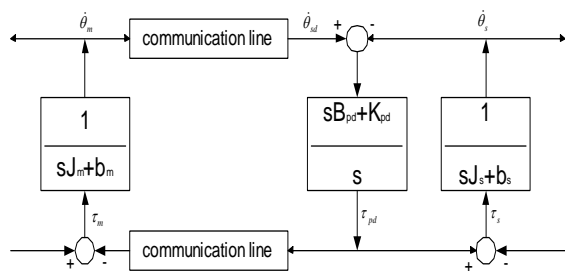 θ̇ₘ
θ̇ₛd
θ̇ₛ
communication line
+
-
1
sJₘ+bₘ
sBpd+Kpd
s
1
sJₛ+bₛ
τₘ
τpd
τₛ
+
-
communication line
+
-